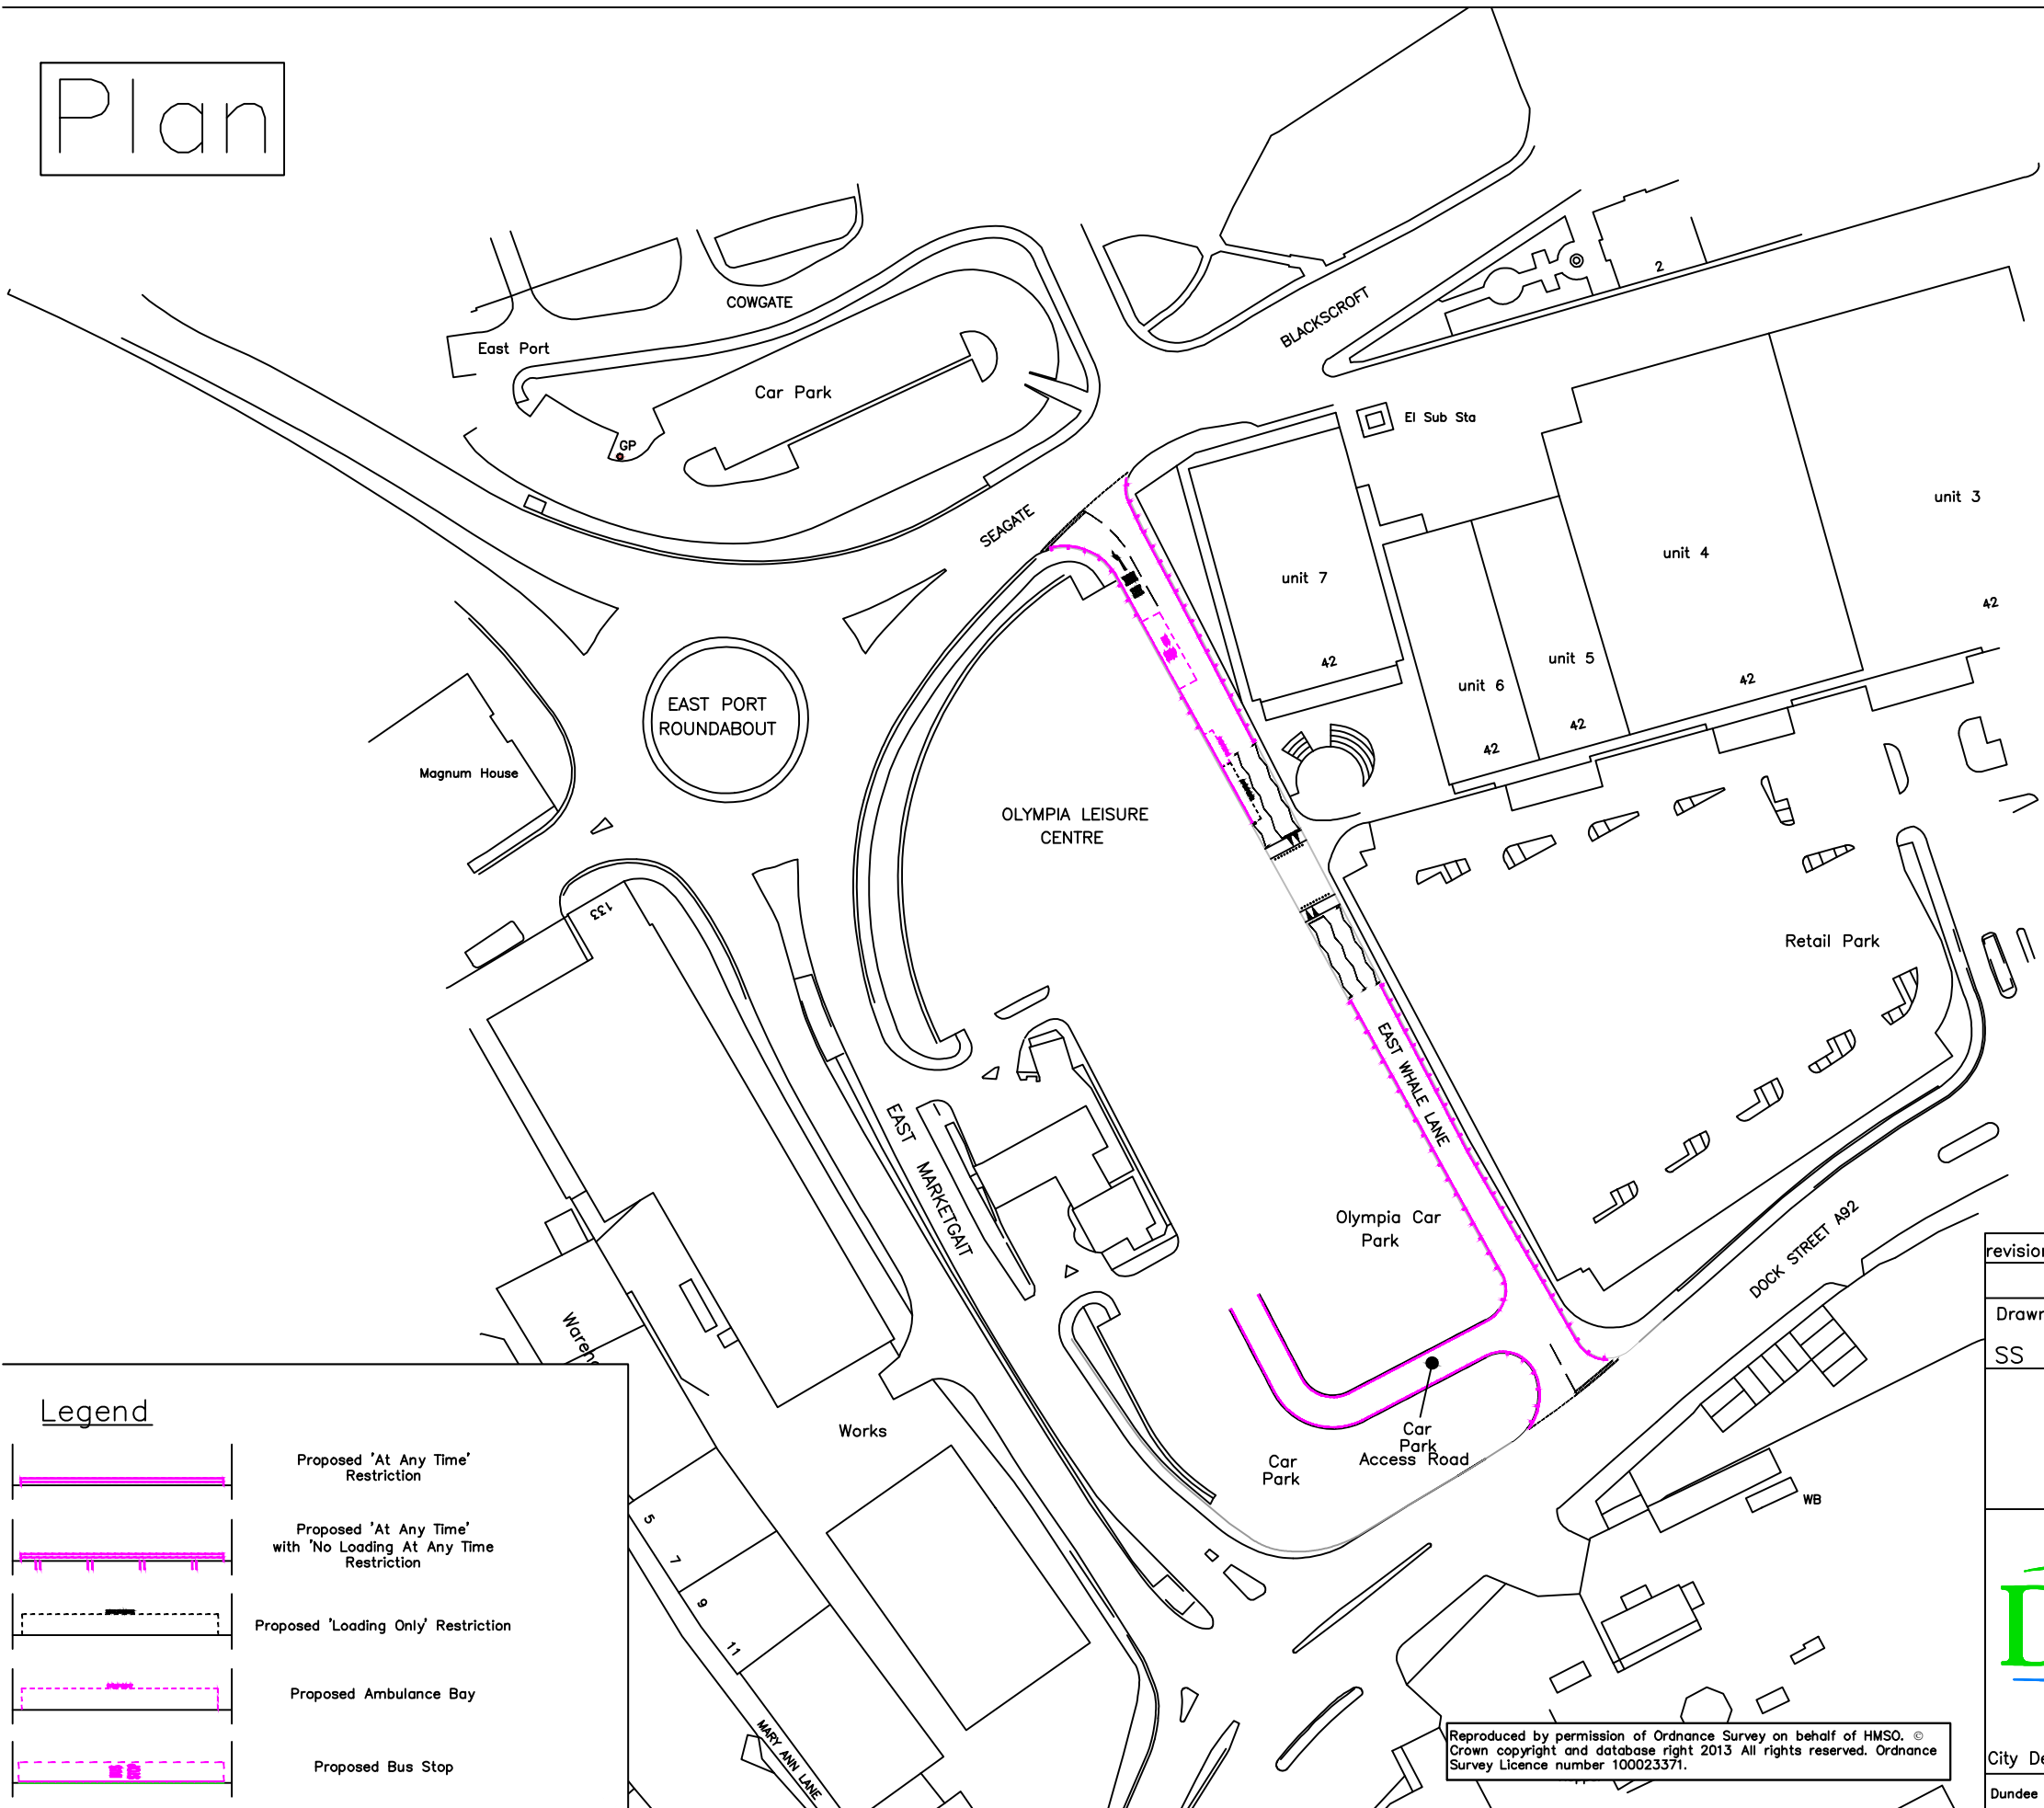 Plan
COWGATE
East Port
Car Park
GP
BLACKSCROFT
2
El Sub Sta
SEAGATE
unit 3
unit 4
unit 7
42
42
unit 5
unit 6
42
42
42
EAST PORT
ROUNDABOUT
Magnum House
OLYMPIA LEISURE
CENTRE
133
Retail Park
EAST WHALE LANE
EAST MARKETGAIT
Olympia Car
Park
DOCK STREET A92
Works
Car
Park
Access Road
Car
Park
WB
5
7
9
11
MARY ANN LANE
Legend
Proposed 'At Any Time'
Restriction
Proposed 'At Any Time'
with 'No Loading At Any Time
Restriction
Proposed 'Loading Only' Restriction
Proposed Ambulance Bay
Proposed Bus Stop
Reproduced by permission of Ordnance Survey on behalf of HMSO. ©
Crown copyright and database right 2013 All rights reserved. Ordnance
Survey Licence number 100023371.
revision
Drawn
SS
D
City De
Dundee